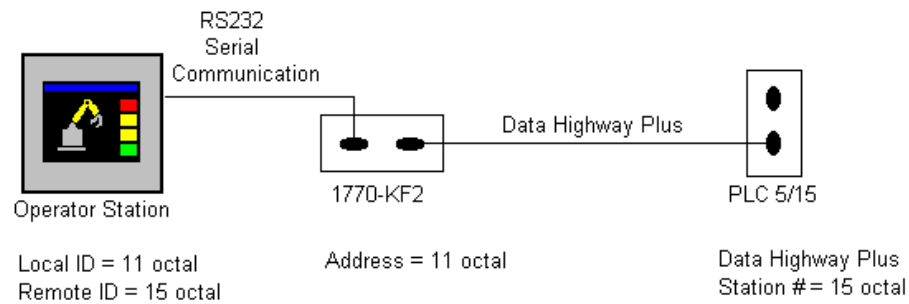 RS232
Serial
Communication
Data Highway Plus
1770-KF2
PLC 5/15
Operator Station
Local ID = 11 octal
Remote ID = 15 octal
Address = 11 octal
Data Highway Plus
Station # = 15 octal